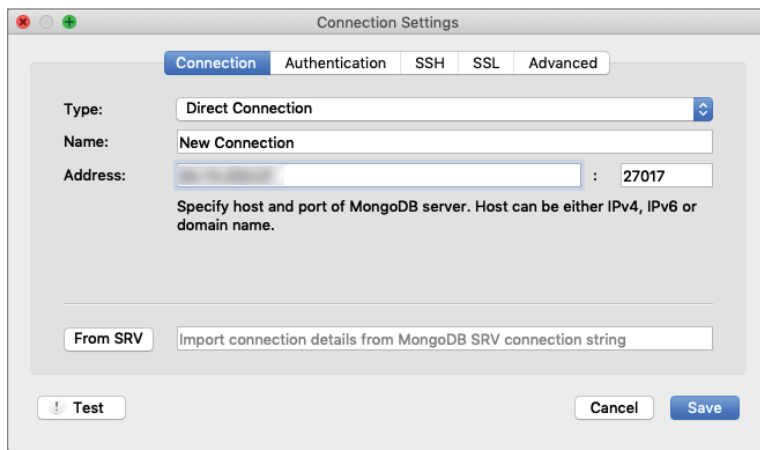 Connection Settings
Connection Authentication SSH SSL Advanced
Type: Direct Connection
Name: New Connection
Address: : 27017
Specify host and port of MongoDB server. Host can be either IPv4, IPv6 or
domain name.
From SRV Import connection details from MongoDB SRV connection string
! Test Cancel Save